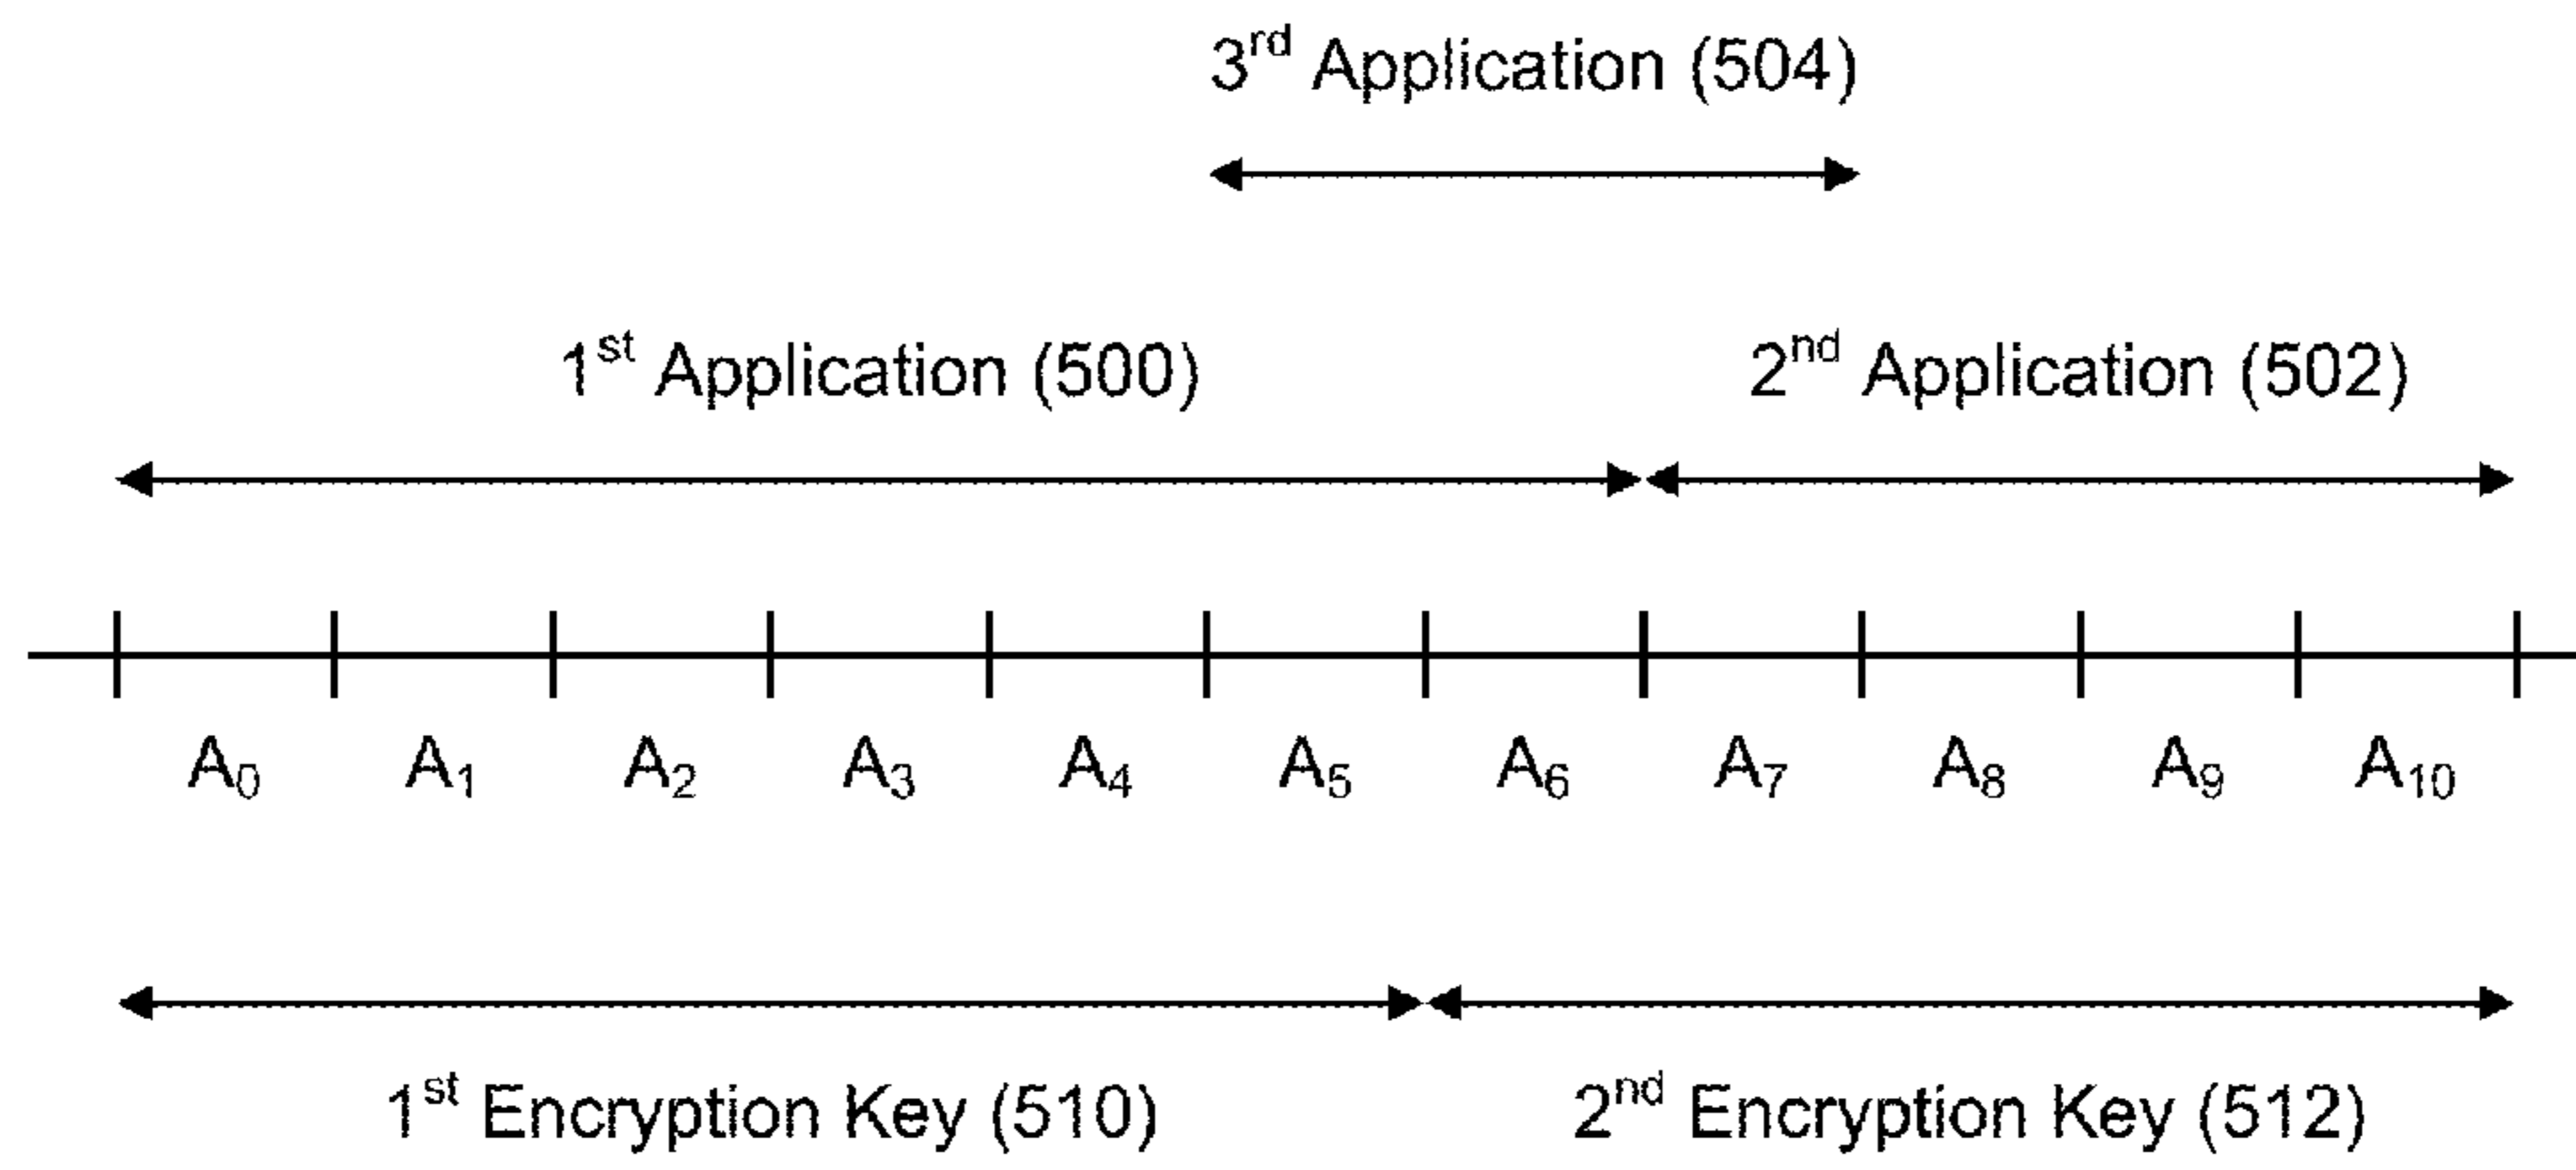 3rd Application (504)
1st Application (500) 2nd Application (502)
A0 A1 A2 A3 A4 A5 A6 A7 A8 A9 A10
1st Encryption Key (510) 2nd Encryption Key (512)